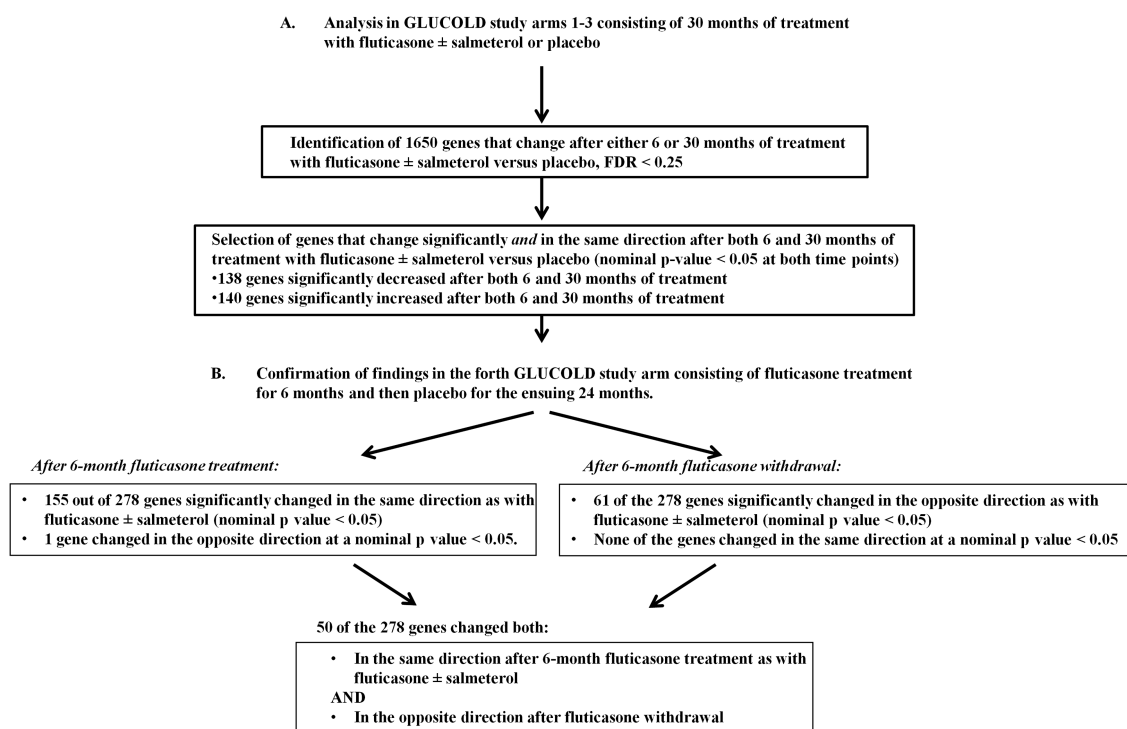 A. Analysis in GLUCOLD study arms 1-3 consisting of 30 months of treatment
with fluticasone ± salmeterol or placebo
Identification of 1650 genes that change after either 6 or 30 months of treatment
with fluticasone ± salmeterol versus placebo, FDR < 0.25
Selection of genes that change significantly and in the same direction after both 6 and 30 months of
treatment with fluticasone ± salmeterol versus placebo (nominal p-value < 0.05 at both time points)
•138 genes significantly decreased after both 6 and 30 months of treatment
•140 genes significantly increased after both 6 and 30 months of treatment
B. Confirmation of findings in the forth GLUCOLD study arm consisting of fluticasone treatment
for 6 months and then placebo for the ensuing 24 months.
After 6-month fluticasone treatment:
• 155 out of 278 genes significantly changed in the same direction as with
fluticasone ± salmeterol (nominal p value < 0.05)
• 1 gene changed in the opposite direction at a nominal p value < 0.05.
After 6-month fluticasone withdrawal:
• 61 of the 278 genes significantly changed in the opposite direction as with
fluticasone ± salmeterol (nominal p value < 0.05)
• None of the genes changed in the same direction at a nominal p value < 0.05
50 of the 278 genes changed both:
• In the same direction after 6-month fluticasone treatment as with
fluticasone ± salmeterol
AND
• In the opposite direction after fluticasone withdrawal